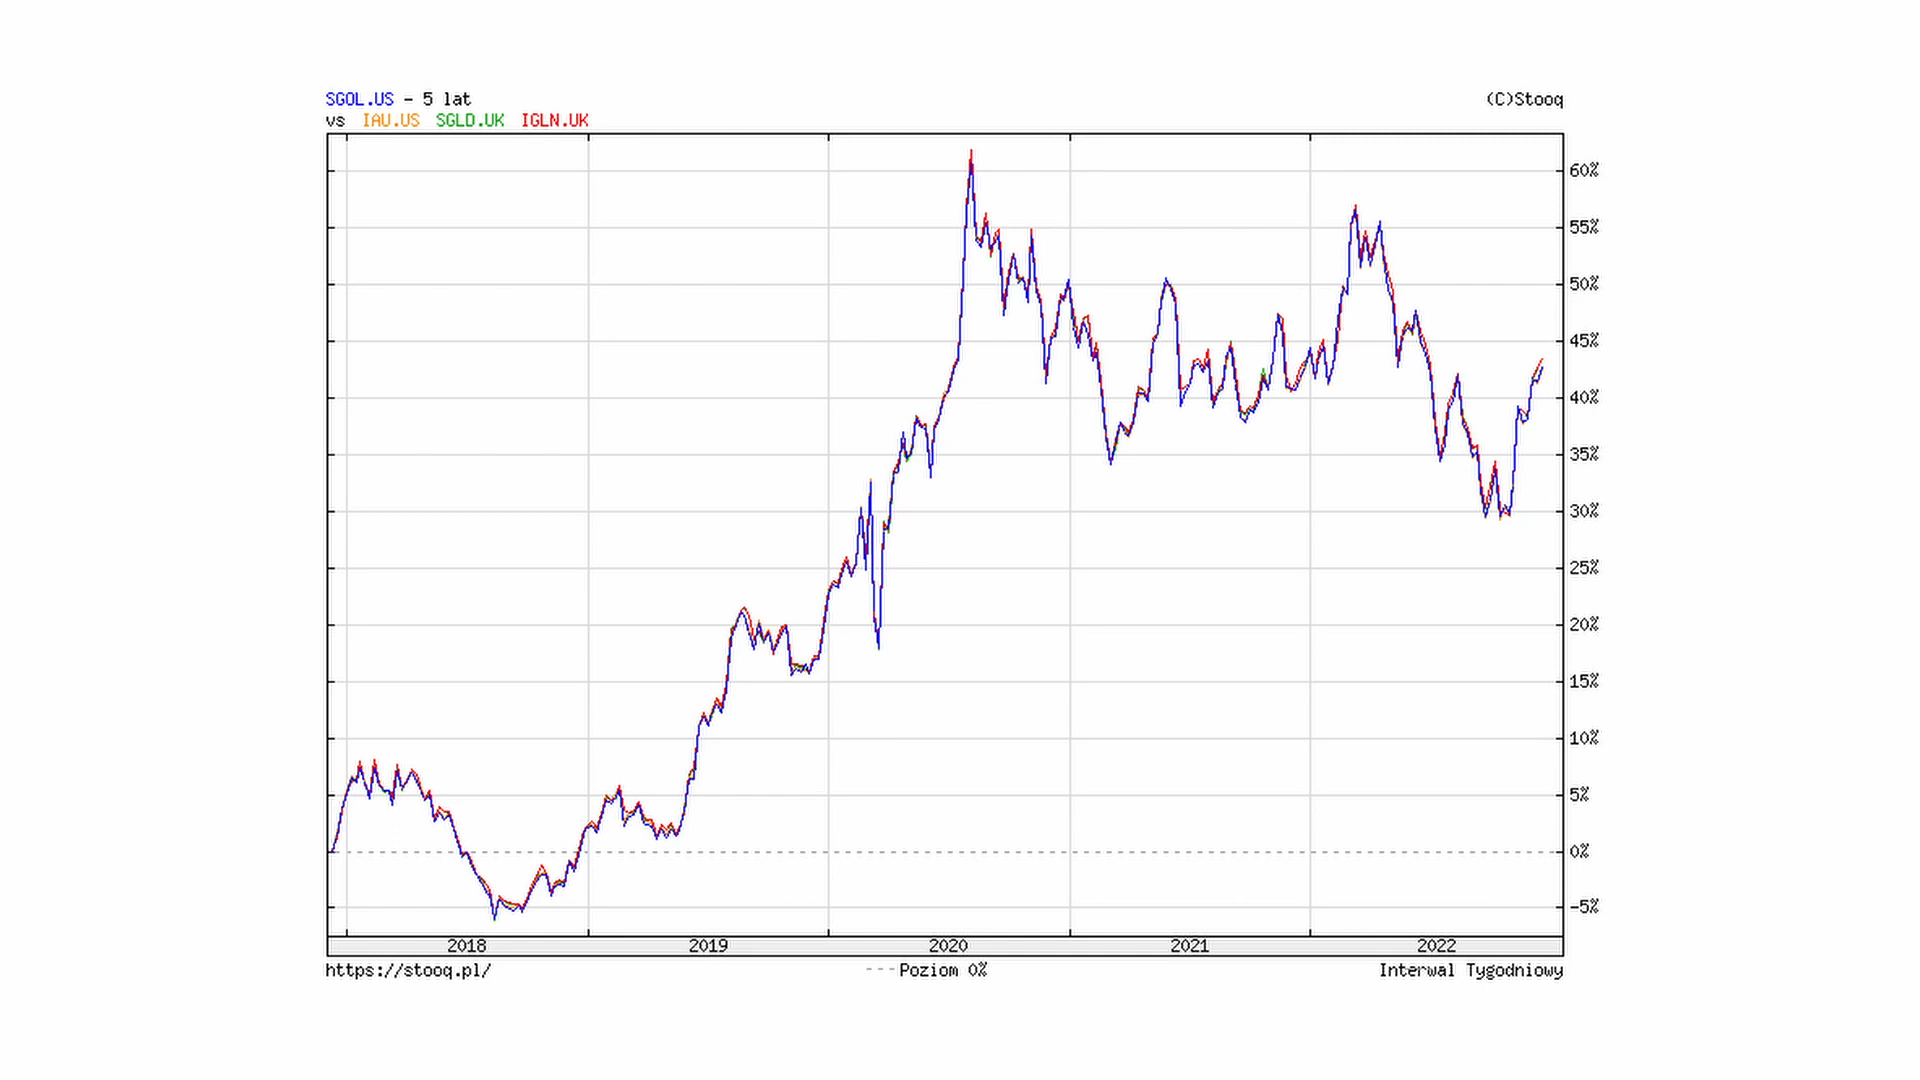 SGOL.US - 5 lat
(C)Stooq
vs IAU.US SGLD.UK IGLN.UK
60%
55%
50%
45%
40%
35%
30%
25%
20%
15%
10%
5%
0%
-5%
2018 2019 2020 2021 2022
https://stooq.pl/ ---Poziom 0% Interwal Tygodniowy